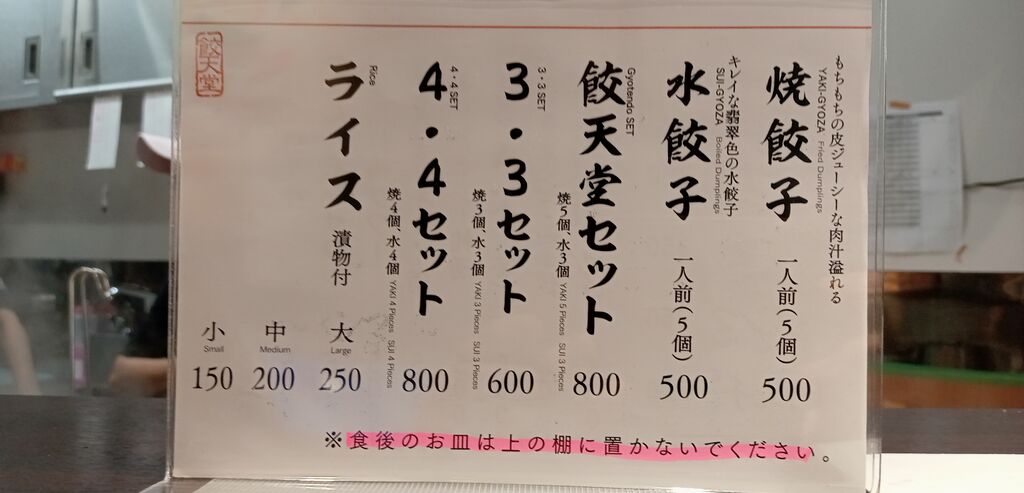 もちもちの皮ジューシーな肉汁溢れる
YAKI-GYOZA Fried Dumplings
焼餃子 一人前(5個) 500
キレイな翡翠色の水餃子
SUI-GYOZA Boiled Dumplings
水餃子 一人前(5個) 500
Gyotendo SET
餃天堂セット 800
焼5個、水3個 YAKI 5 Pieces SUI 3 Pieces
3・3 SET
3・3セット 600
焼3個、水3個 YAKI 3 Pieces SUI 3 Pieces
4・4 SET
4・4セット 800
焼4個、水4個 YAKI 4 Pieces SUI 4 Pieces
Rice
ライス 漬物付
大 Large 250
中 Medium 200
小 Small 150
餃天堂
※食後のお皿は上の棚に置かないでください。